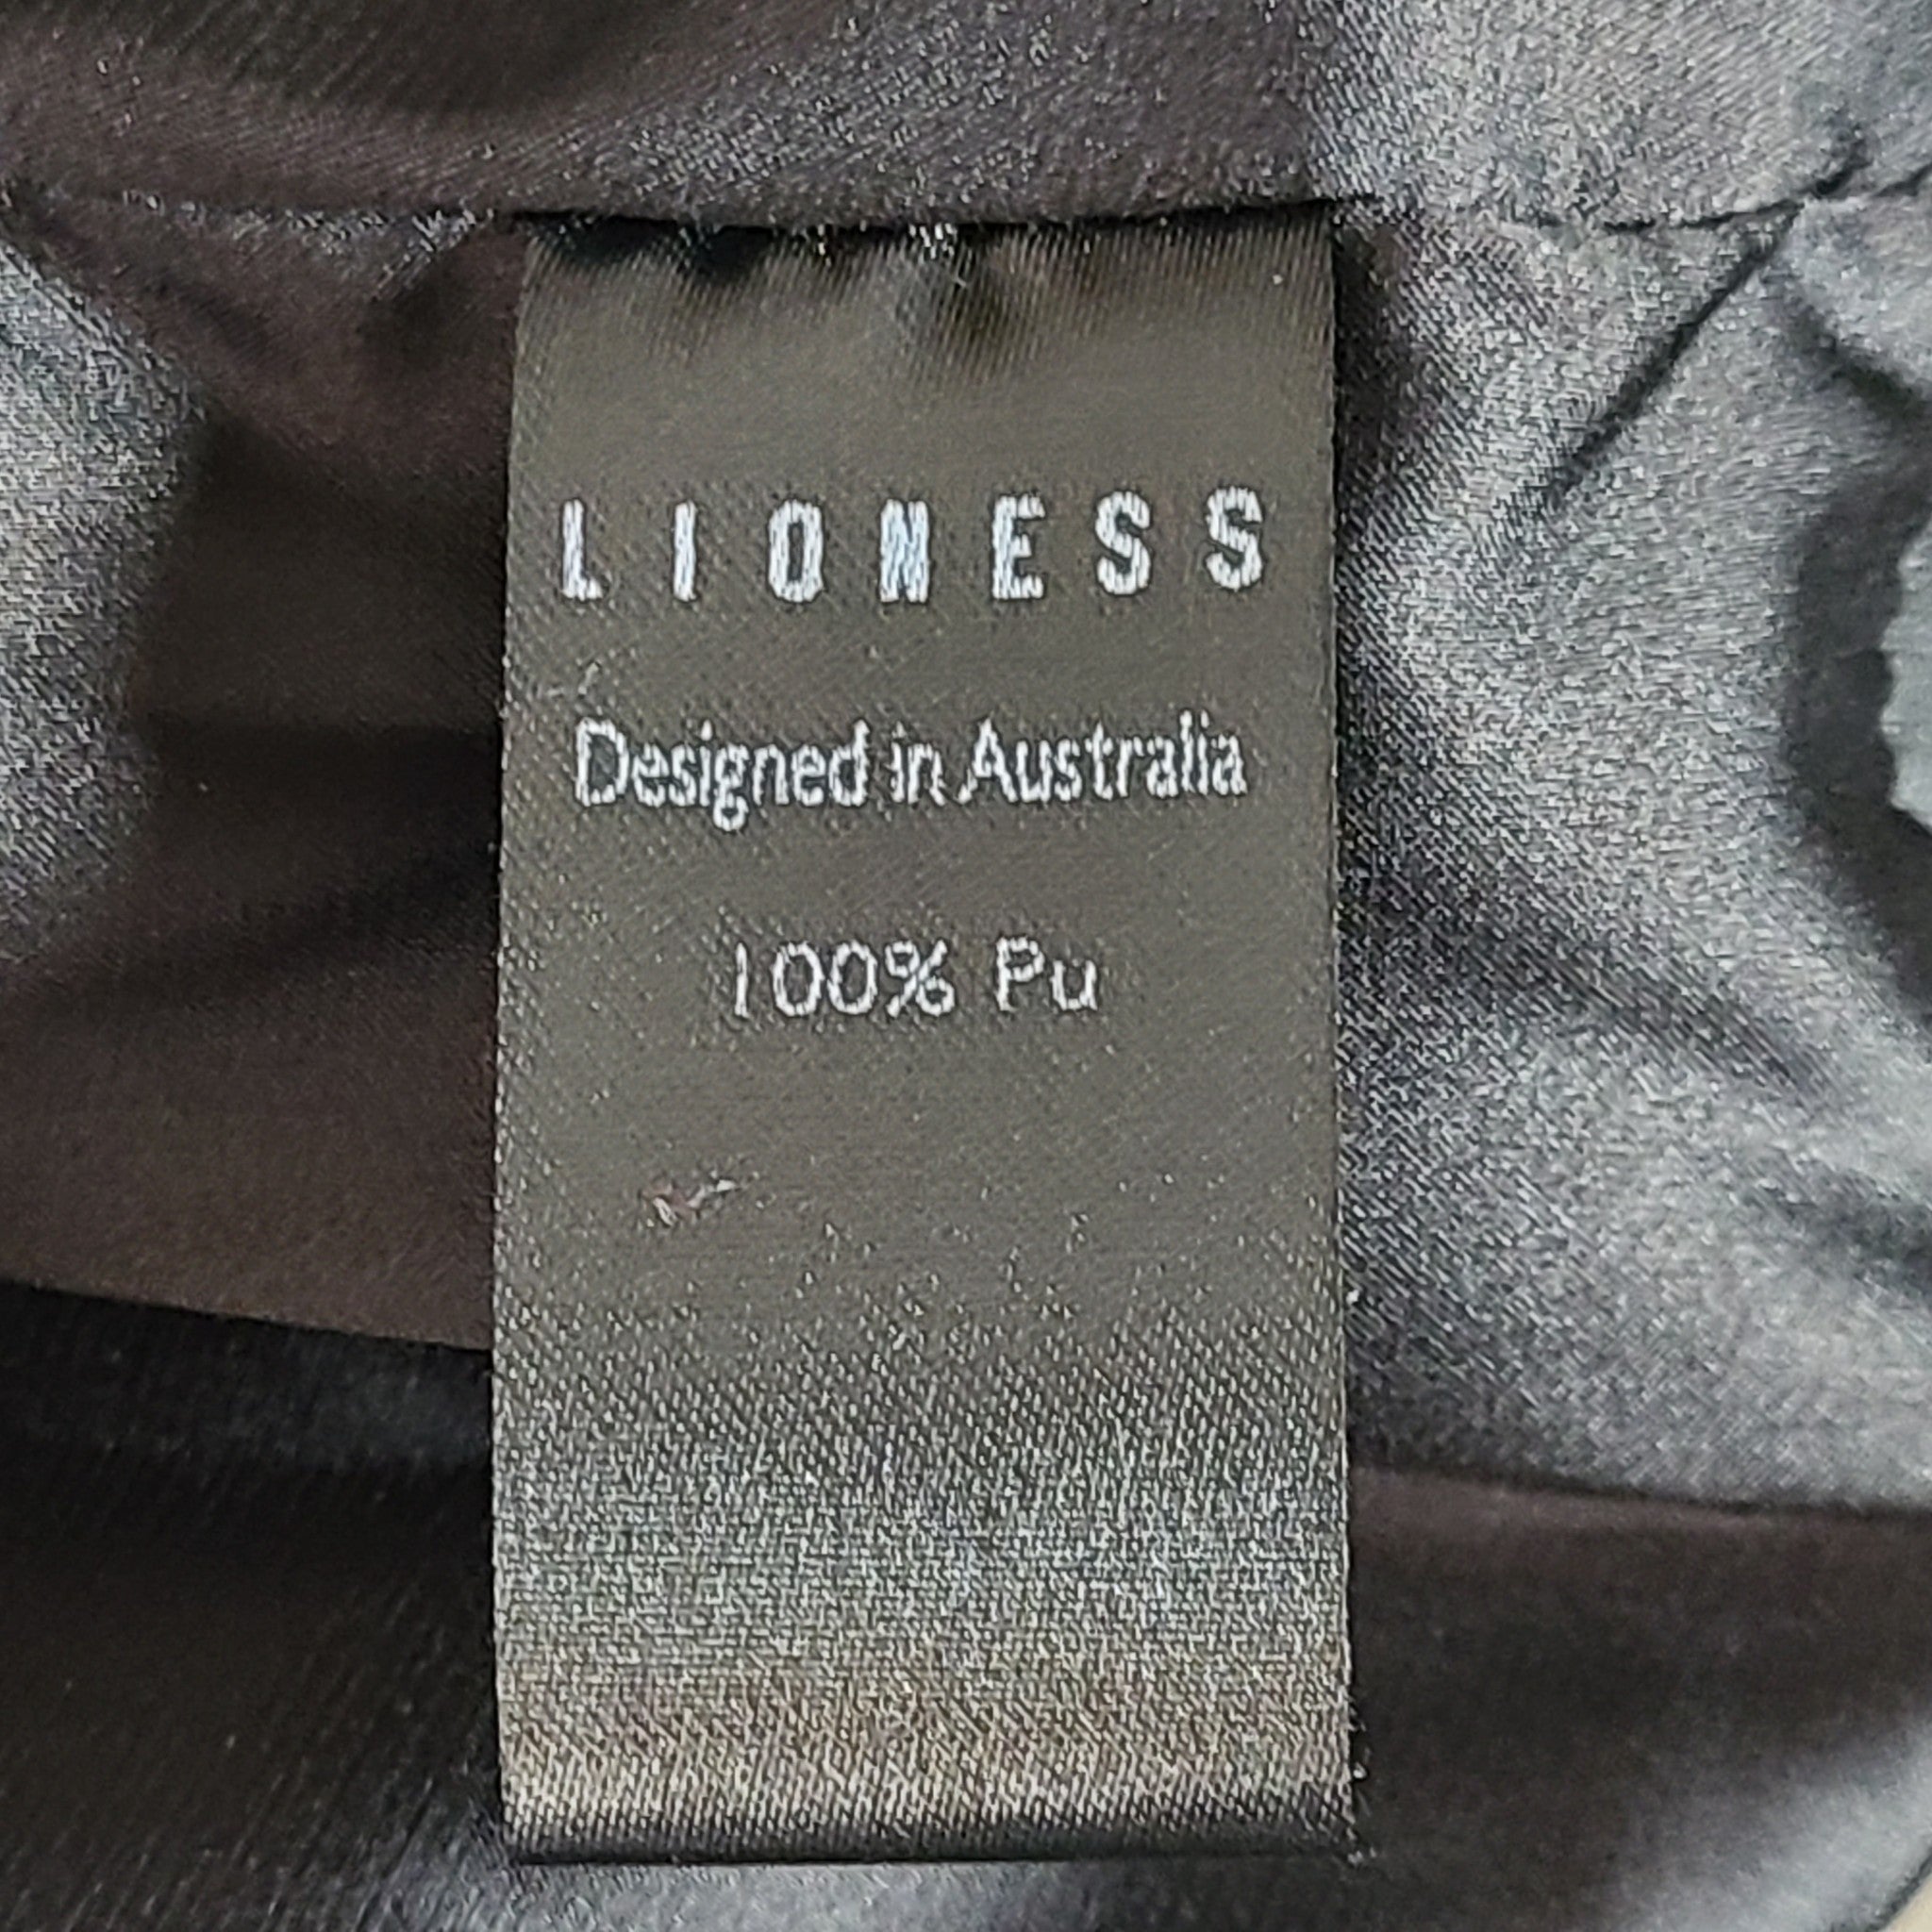 LIONESS
Designed in Australia
100% Pu